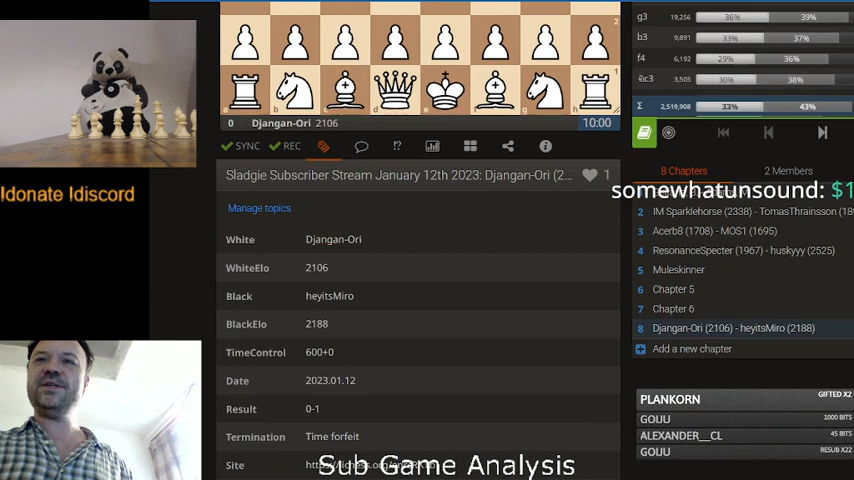 g3 19,256 36% 39%
b3 9,891 33% 37%
f4 6,192 29% 36%
♘c3 3,505 30% 38%
Σ 2,519,908 33% 43%
2
1
a b c d e f g h
0 Djangan-Ori 2106 10:00
SYNC REC !?
Sladgie Subscriber Stream January 12th 2023: Djangan-Ori (2... 1
Manage topics
White Djangan-Ori
WhiteElo 2106
Black heyitsMiro
BlackElo 2188
TimeControl 600+0
Date 2023.01.12
Result 0-1
Termination Time forfeit
Site
Sub Game Analysis
!donate !discord
8 Chapters 2 Members
somewhatunsound: $1
2 IM Sparklehorse (2338) - TomasThrainsson (189
3 Acerb8 (1708) - MOS1 (1695)
4 ResonanceSpecter (1967) - huskyyy (2525)
5 Muleskinner
6 Chapter 5
7 Chapter 6
8 Djangan-Ori (2106) - heyitsMiro (2188)
Add a new chapter
PLANKORN GIFTED X2
GOIJU 1000 BITS
ALEXANDER__CL 45 BITS
GOIJU RESUB X22